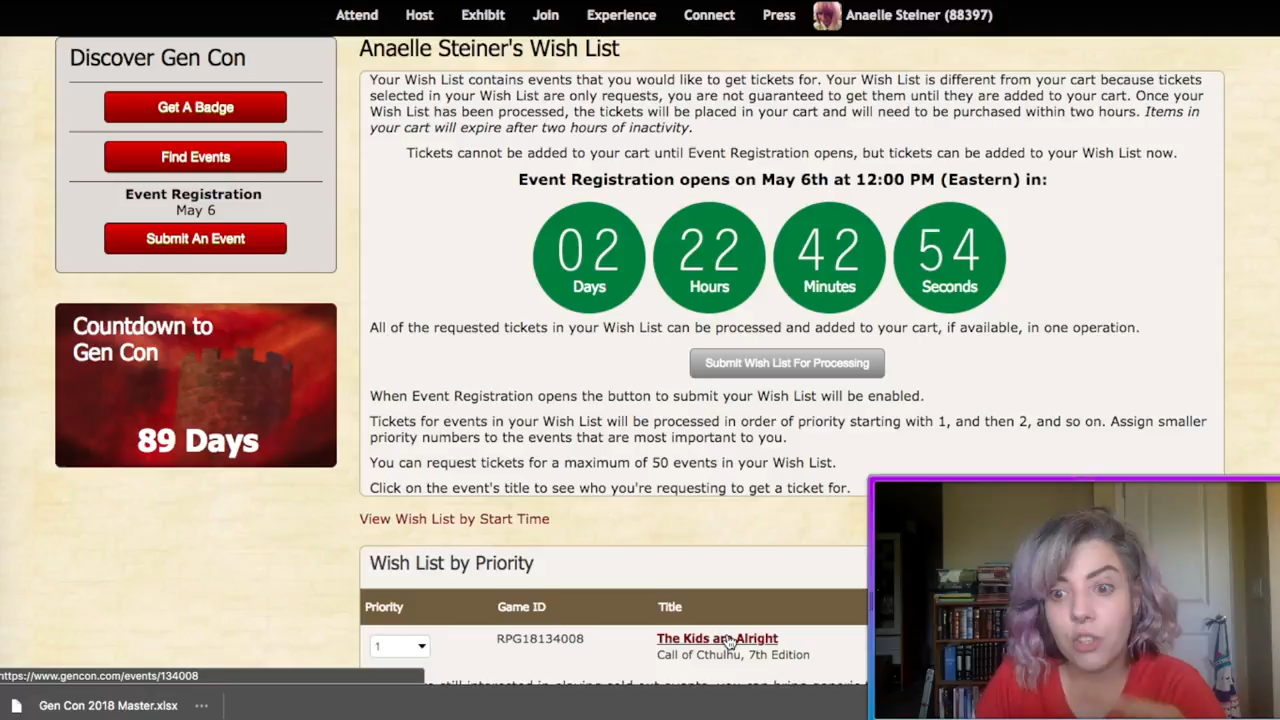 Attend Host Exhibit Join Experience Connect Press Anaelle Steiner (88397)
Discover Gen Con
Get A Badge
Find Events
Event Registration
May 6
Submit An Event
Countdown to
Gen Con
89 Days
Anaelle Steiner's Wish List
Your Wish List contains events that you would like to get tickets for. Your Wish List is different from your cart because tickets
selected in your Wish List are only requests, you are not guaranteed to get them until they are added to your cart. Once your
Wish List has been processed, the tickets will be placed in your cart and will need to be purchased within two hours. Items in
your cart will expire after two hours of inactivity.
Tickets cannot be added to your cart until Event Registration opens, but tickets can be added to your Wish List now.
Event Registration opens on May 6th at 12:00 PM (Eastern) in:
02 22 42 54
Days Hours Minutes Seconds
All of the requested tickets in your Wish List can be processed and added to your cart, if available, in one operation.
Submit Wish List For Processing
When Event Registration opens the button to submit your Wish List will be enabled.
Tickets for events in your Wish List will be processed in order of priority starting with 1, and then 2, and so on. Assign smaller
priority numbers to the events that are most important to you.
You can request tickets for a maximum of 50 events in your Wish List.
Click on the event's title to see who you're requesting to get a ticket for.
View Wish List by Start Time
Wish List by Priority
Priority Game ID Title
1 RPG18134008 The Kids are Alright
Call of Cthulhu, 7th Edition
https://www.gencon.com/events/134008
Gen Con 2018 Master.xlsx